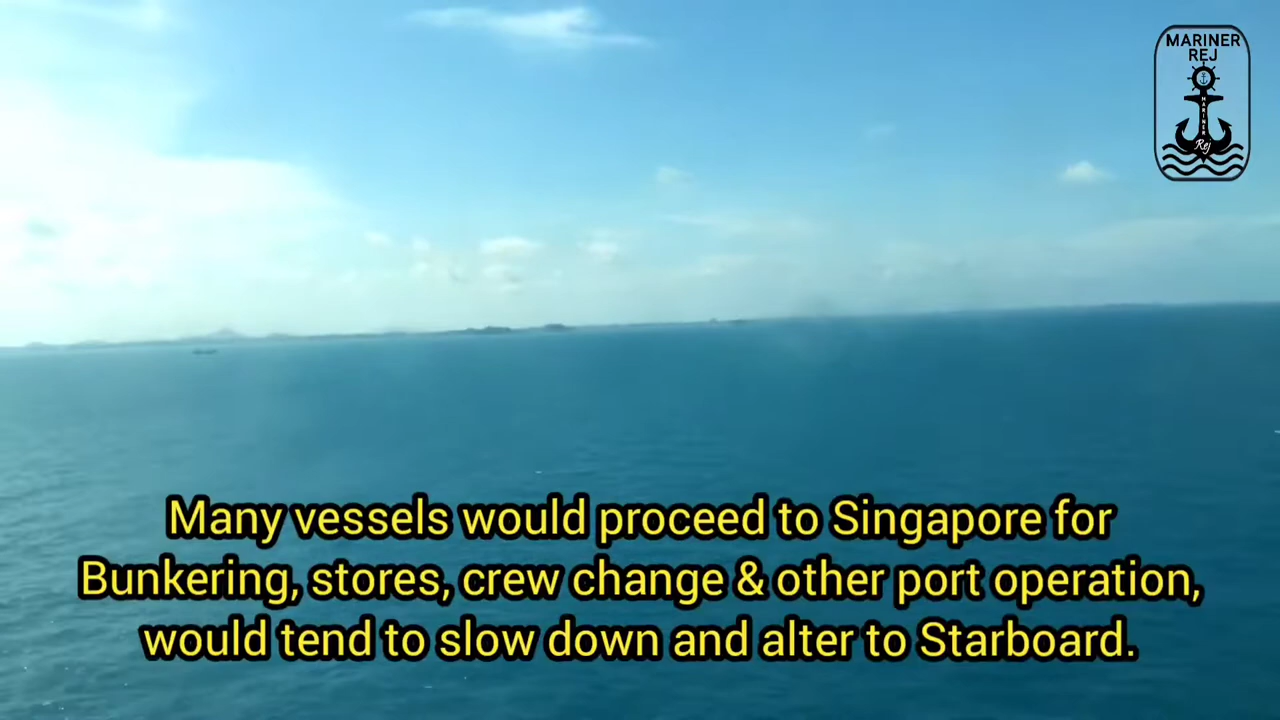 MARINER
REJ
MARINER
Rej
Many vessels would proceed to Singapore for
Bunkering, stores, crew change & other port operation,
would tend to slow down and alter to Starboard.